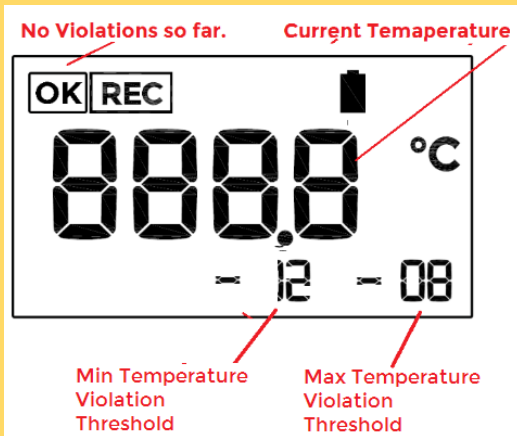 No Violations so far. Current Temaperature
OK REC
888.8 °C
- 12 - 08
Min Temperature Max Temperature
Violation Violation
Threshold Threshold